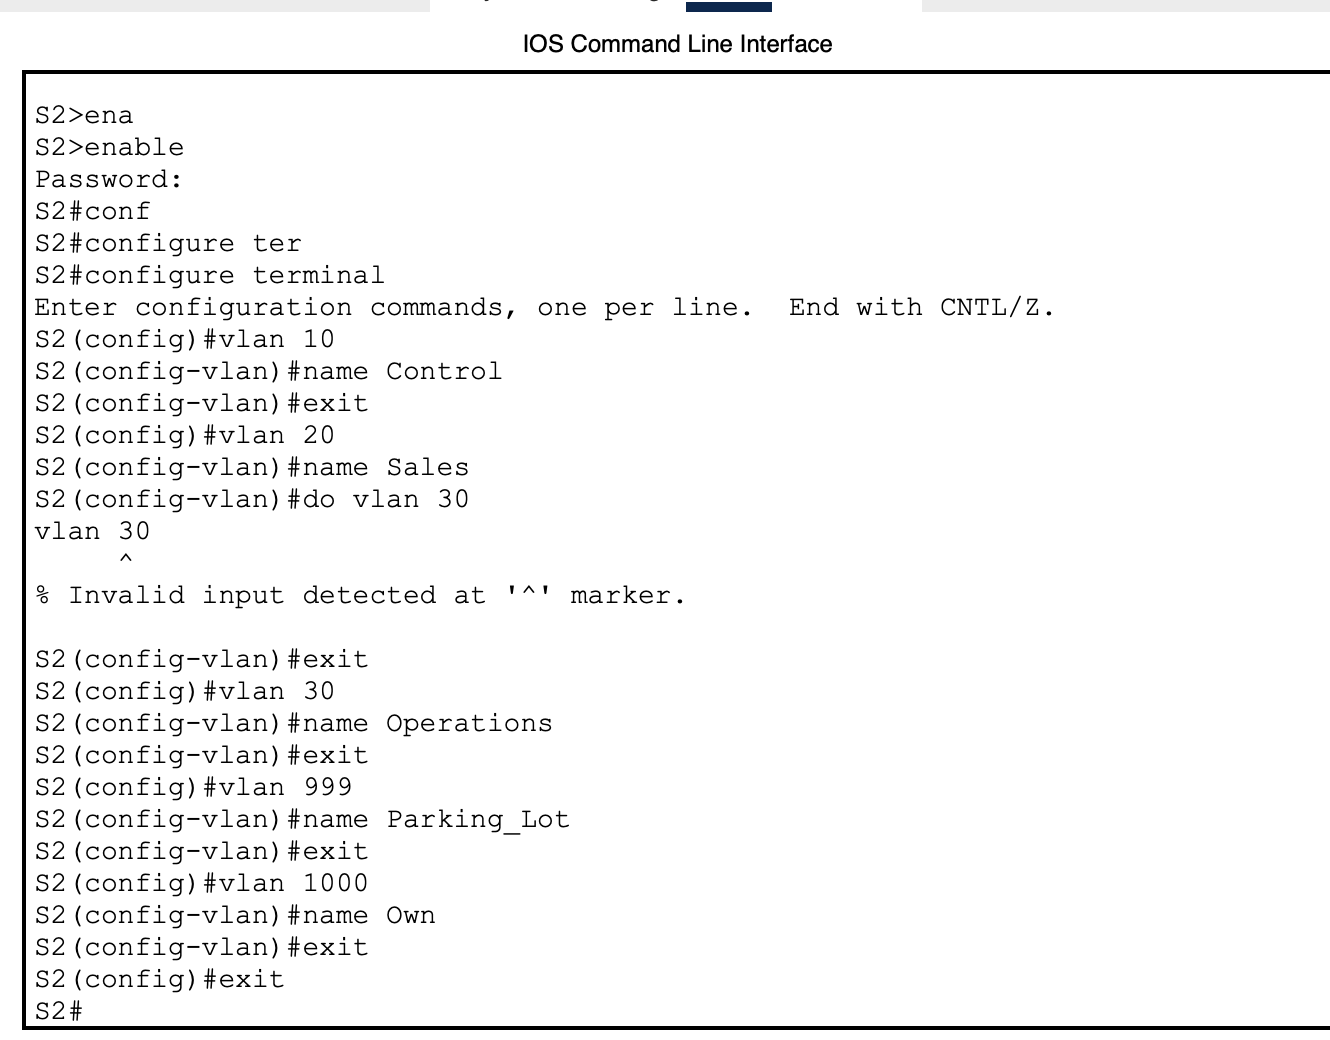 IOS Command Line Interface
S2>ena
S2>enable
Password:
S2#conf
S2#configure ter
S2#configure terminal
Enter configuration commands, one per line.  End with CNTL/Z.
S2(config)#vlan 10
S2(config-vlan)#name Control
S2(config-vlan)#exit
S2(config)#vlan 20
S2(config-vlan)#name Sales
S2(config-vlan)#do vlan 30
vlan 30
     ^
% Invalid input detected at '^' marker.
S2(config-vlan)#exit
S2(config)#vlan 30
S2(config-vlan)#name Operations
S2(config-vlan)#exit
S2(config)#vlan 999
S2(config-vlan)#name Parking_Lot
S2(config-vlan)#exit
S2(config)#vlan 1000
S2(config-vlan)#name Own
S2(config-vlan)#exit
S2(config)#exit
S2#